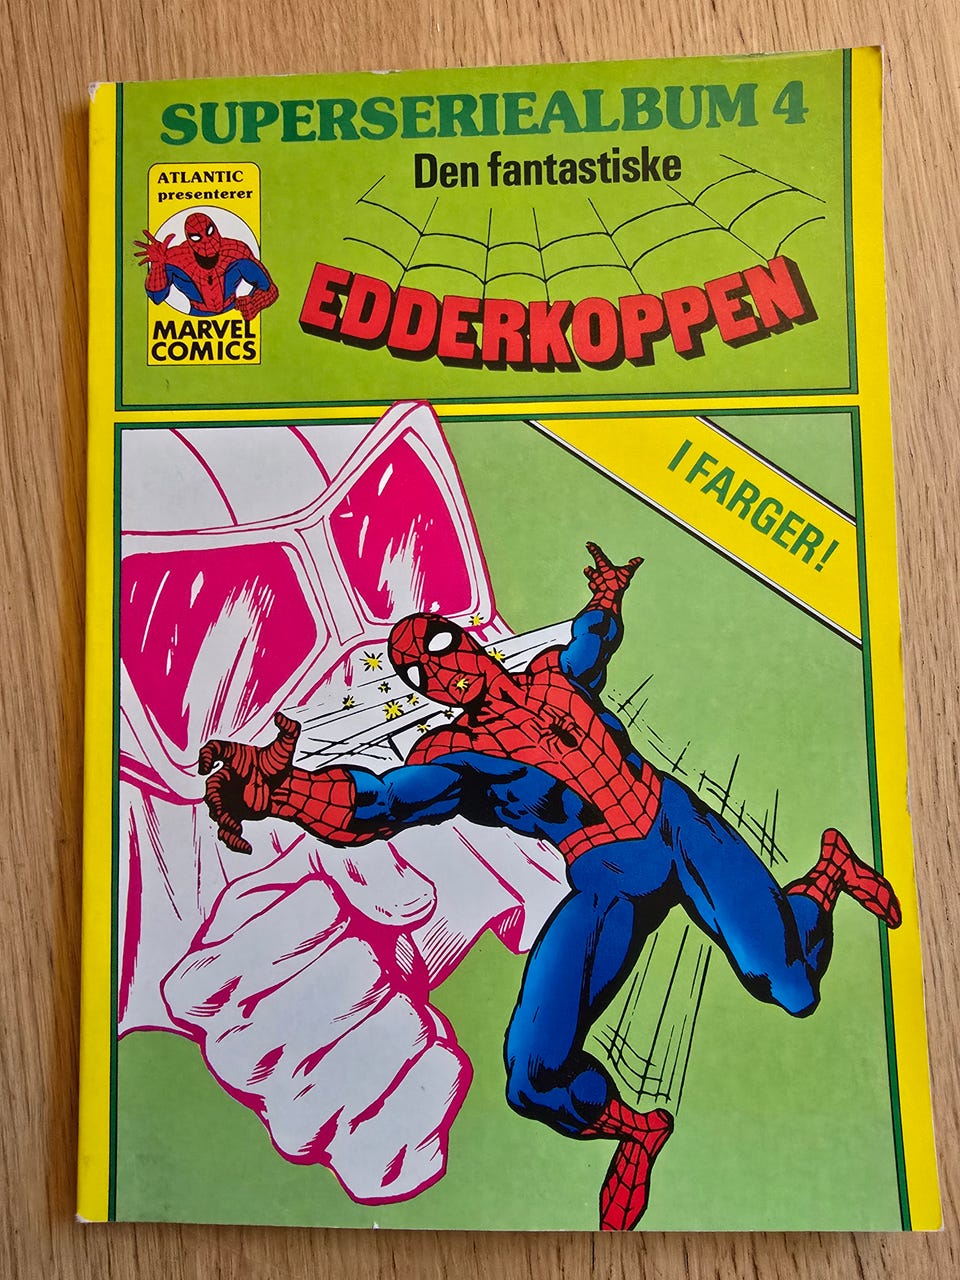 SUPERSERIEALBUM 4
Den fantastiske
EDDERKOPPEN
ATLANTIC
presenterer
MARVEL
COMICS
I FARGER!